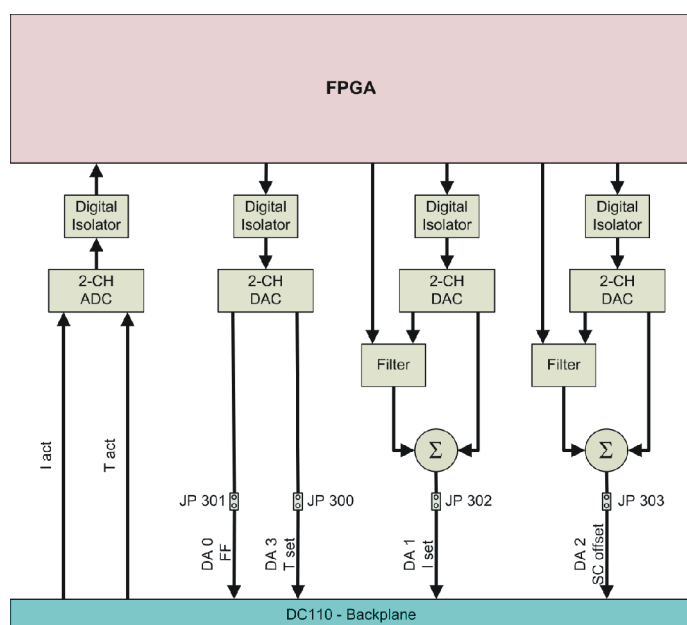 FPGA
Digital
Isolator
Digital
Isolator
Digital
Isolator
Digital
Isolator
2-CH
ADC
2-CH
DAC
2-CH
DAC
2-CH
DAC
Filter
Filter
I act
T act
Σ
Σ
JP 301
JP 300
JP 302
JP 303
DA 0
FF
DA 3
T set
DA 1
I set
DA 2
SC offset
DC110 - Backplane